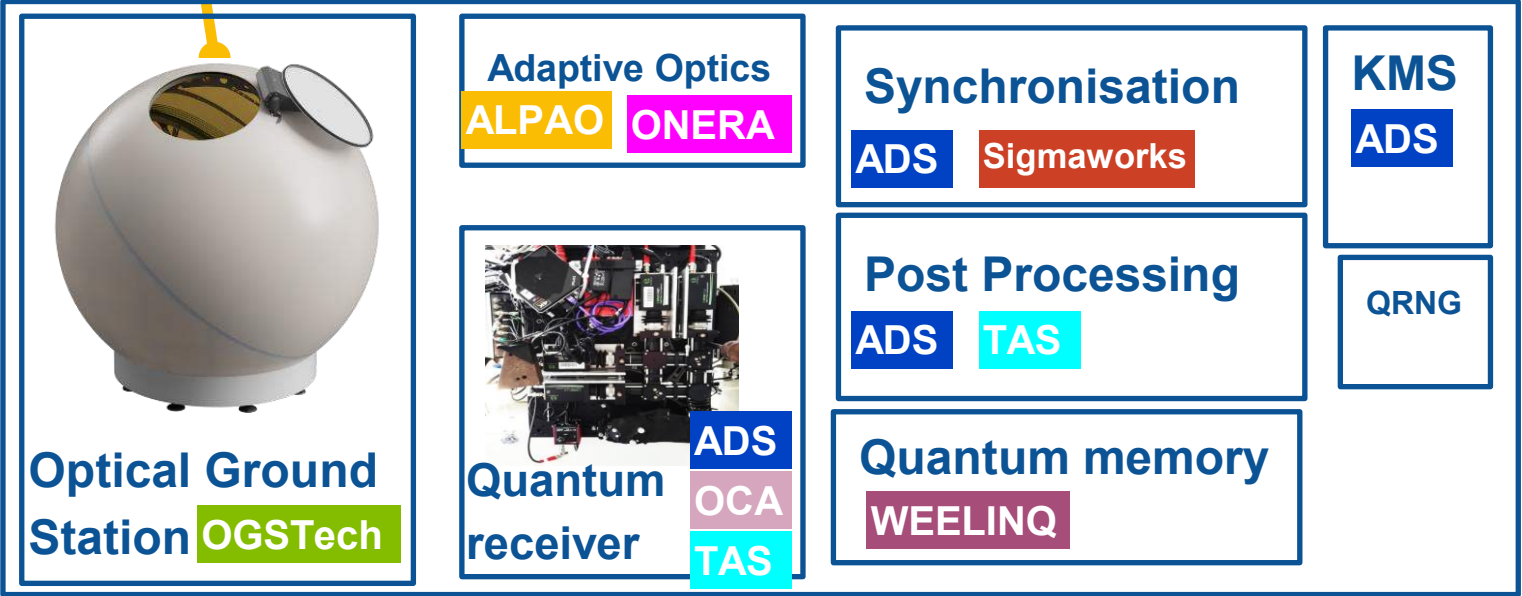 Optical Ground
Station OGSTech
Adaptive Optics
ALPAO ONERA
Quantum
receiver
ADS
OCA
TAS
Synchronisation
ADS Sigmaworks
Post Processing
ADS TAS
Quantum memory
WEELINQ
KMS
ADS
QRNG